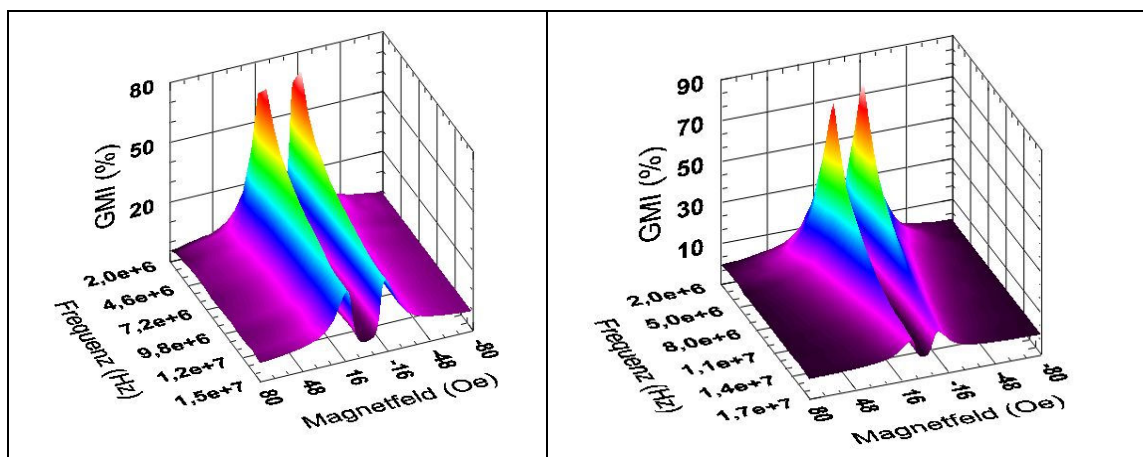 80
50
20
GMI (%)
2,0e+6
4,6e+6
7,2e+6
9,8e+6
1,2e+7
1,5e+7
Frequenz (Hz)
80
48
16
-16
-48
-80
Magnetfeld (Oe)
90
70
50
30
10
GMI (%)
2,0e+6
5,0e+6
8,0e+6
1,1e+7
1,4e+7
1,7e+7
Frequenz (Hz)
80
48
16
-16
-48
-80
Magnetfeld (Oe)